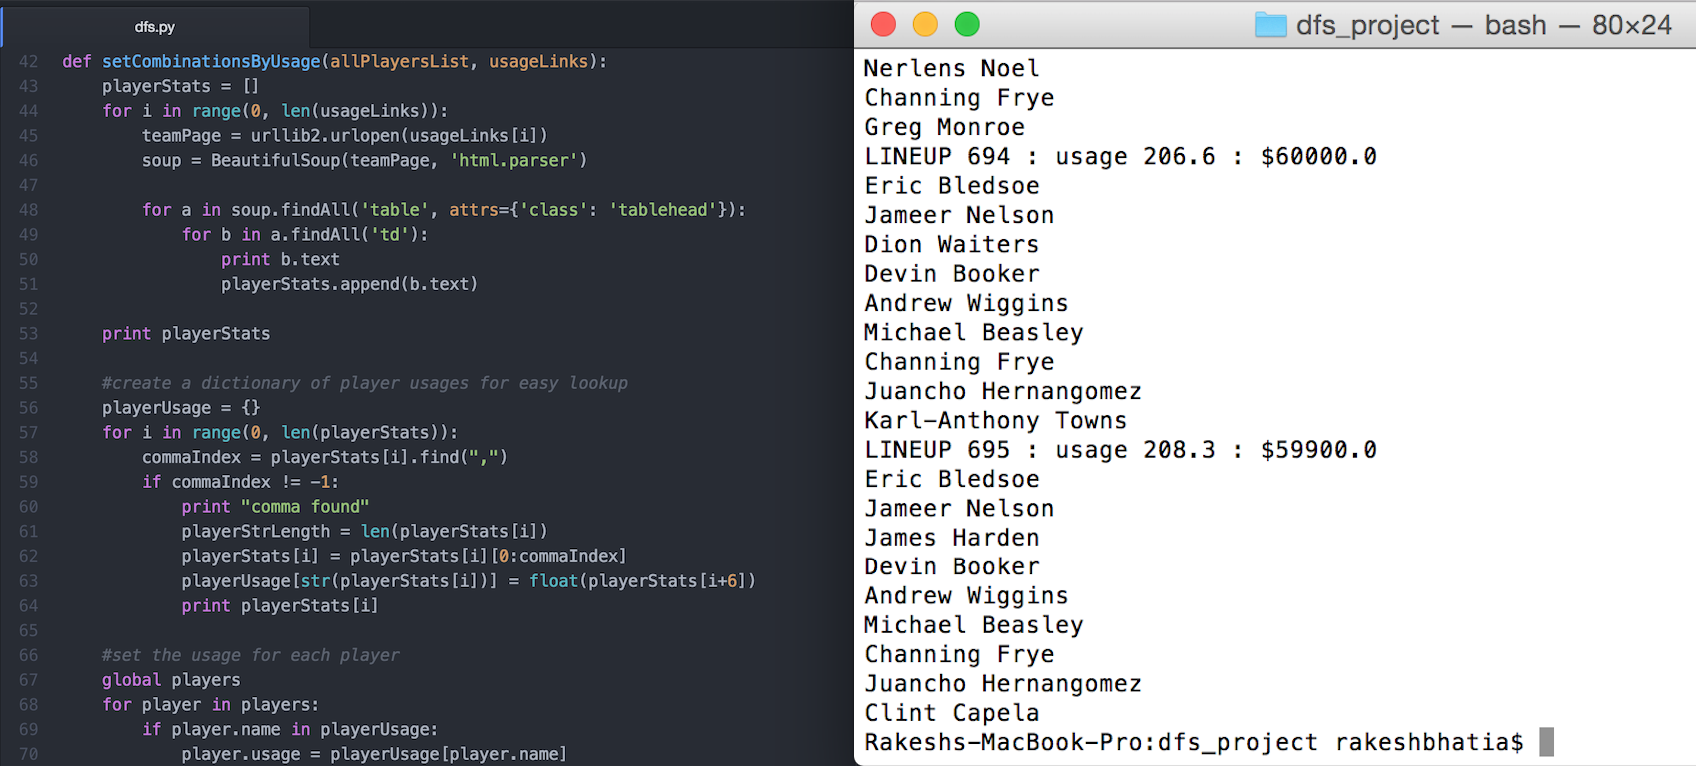 dfs.py
42 def setCombinationsByUsage(allPlayersList, usageLinks):
43     playerStats = []
44     for i in range(0, len(usageLinks)):
45         teamPage = urllib2.urlopen(usageLinks[i])
46         soup = BeautifulSoup(teamPage, 'html.parser')
47
48         for a in soup.findAll('table', attrs={'class': 'tablehead'}):
49             for b in a.findAll('td'):
50                 print b.text
51                 playerStats.append(b.text)
52
53     print playerStats
54
55     #create a dictionary of player usages for easy lookup
56     playerUsage = {}
57     for i in range(0, len(playerStats)):
58         commaIndex = playerStats[i].find(",")
59         if commaIndex != -1:
60             print "comma found"
61             playerStrLength = len(playerStats[i])
62             playerStats[i] = playerStats[i][0:commaIndex]
63             playerUsage[str(playerStats[i])] = float(playerStats[i+6])
64             print playerStats[i]
65
66     #set the usage for each player
67     global players
68     for player in players:
69         if player.name in playerUsage:
70             player.usage = playerUsage[player.name]
dfs_project — bash — 80×24
Nerlens Noel
Channing Frye
Greg Monroe
LINEUP 694 : usage 206.6 : $60000.0
Eric Bledsoe
Jameer Nelson
Dion Waiters
Devin Booker
Andrew Wiggins
Michael Beasley
Channing Frye
Juancho Hernangomez
Karl-Anthony Towns
LINEUP 695 : usage 208.3 : $59900.0
Eric Bledsoe
Jameer Nelson
James Harden
Devin Booker
Andrew Wiggins
Michael Beasley
Channing Frye
Juancho Hernangomez
Clint Capela
Rakeshs-MacBook-Pro:dfs_project rakeshbhatia$